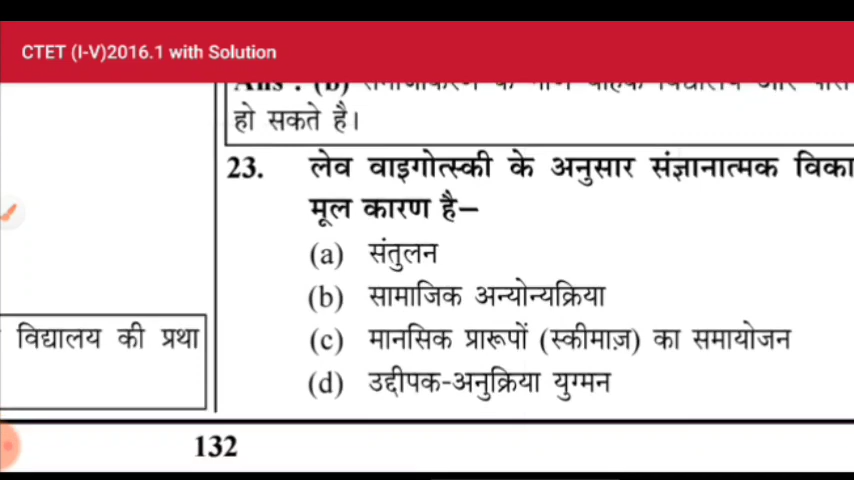 CTET (I-V)2016.1 with Solution
हो सकते है।
23. लेव वाइगोत्स्की के अनुसार संज्ञानात्मक विका
मूल कारण है–
(a) संतुलन
(b) सामाजिक अन्योन्यक्रिया
(c) मानसिक प्रारूपों (स्कीमाज़) का समायोजन
(d) उद्दीपक-अनुक्रिया युग्मन
विद्यालय की प्रथा
132